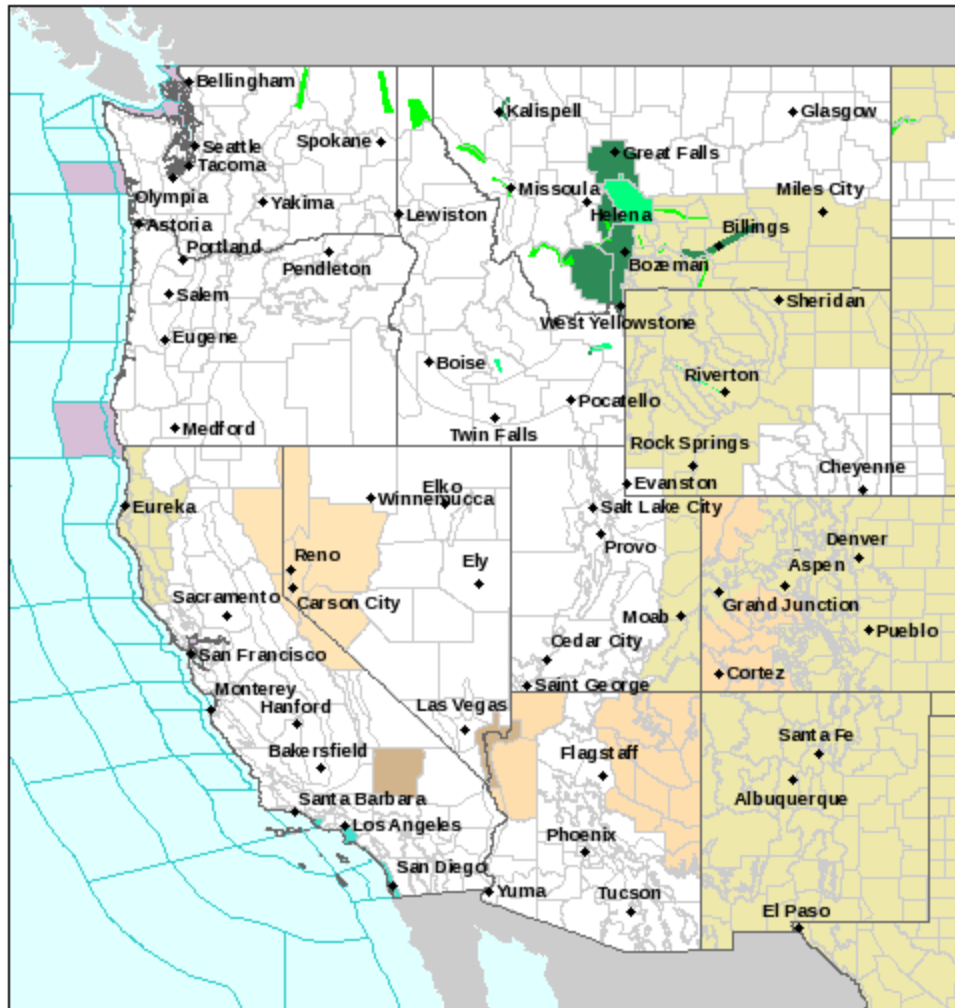 Bellingham
Kalispell
Glasgow
Spokane
Seattle
Great Falls
Tacoma
Missoula
Miles City
Olympia
Yakima
Lewiston
Helena
Astoria
Billings
Portland
Pendleton
Bozeman
Salem
Sheridan
West Yellowstone
Eugene
Boise
Riverton
Pocatello
Medford
Twin Falls
Rock Springs
Cheyenne
Elko
Evanston
Winnemucca
Eureka
Salt Lake City
Denver
Provo
Reno
Ely
Aspen
Sacramento
Carson City
Grand Junction
Moab
Pueblo
Cedar City
San Francisco
Cortez
Saint George
Monterey
Las Vegas
Hanford
Santa Fe
Bakersfield
Flagstaff
Santa Barbara
Albuquerque
Los Angeles
Phoenix
San Diego
Yuma
Tucson
El Paso